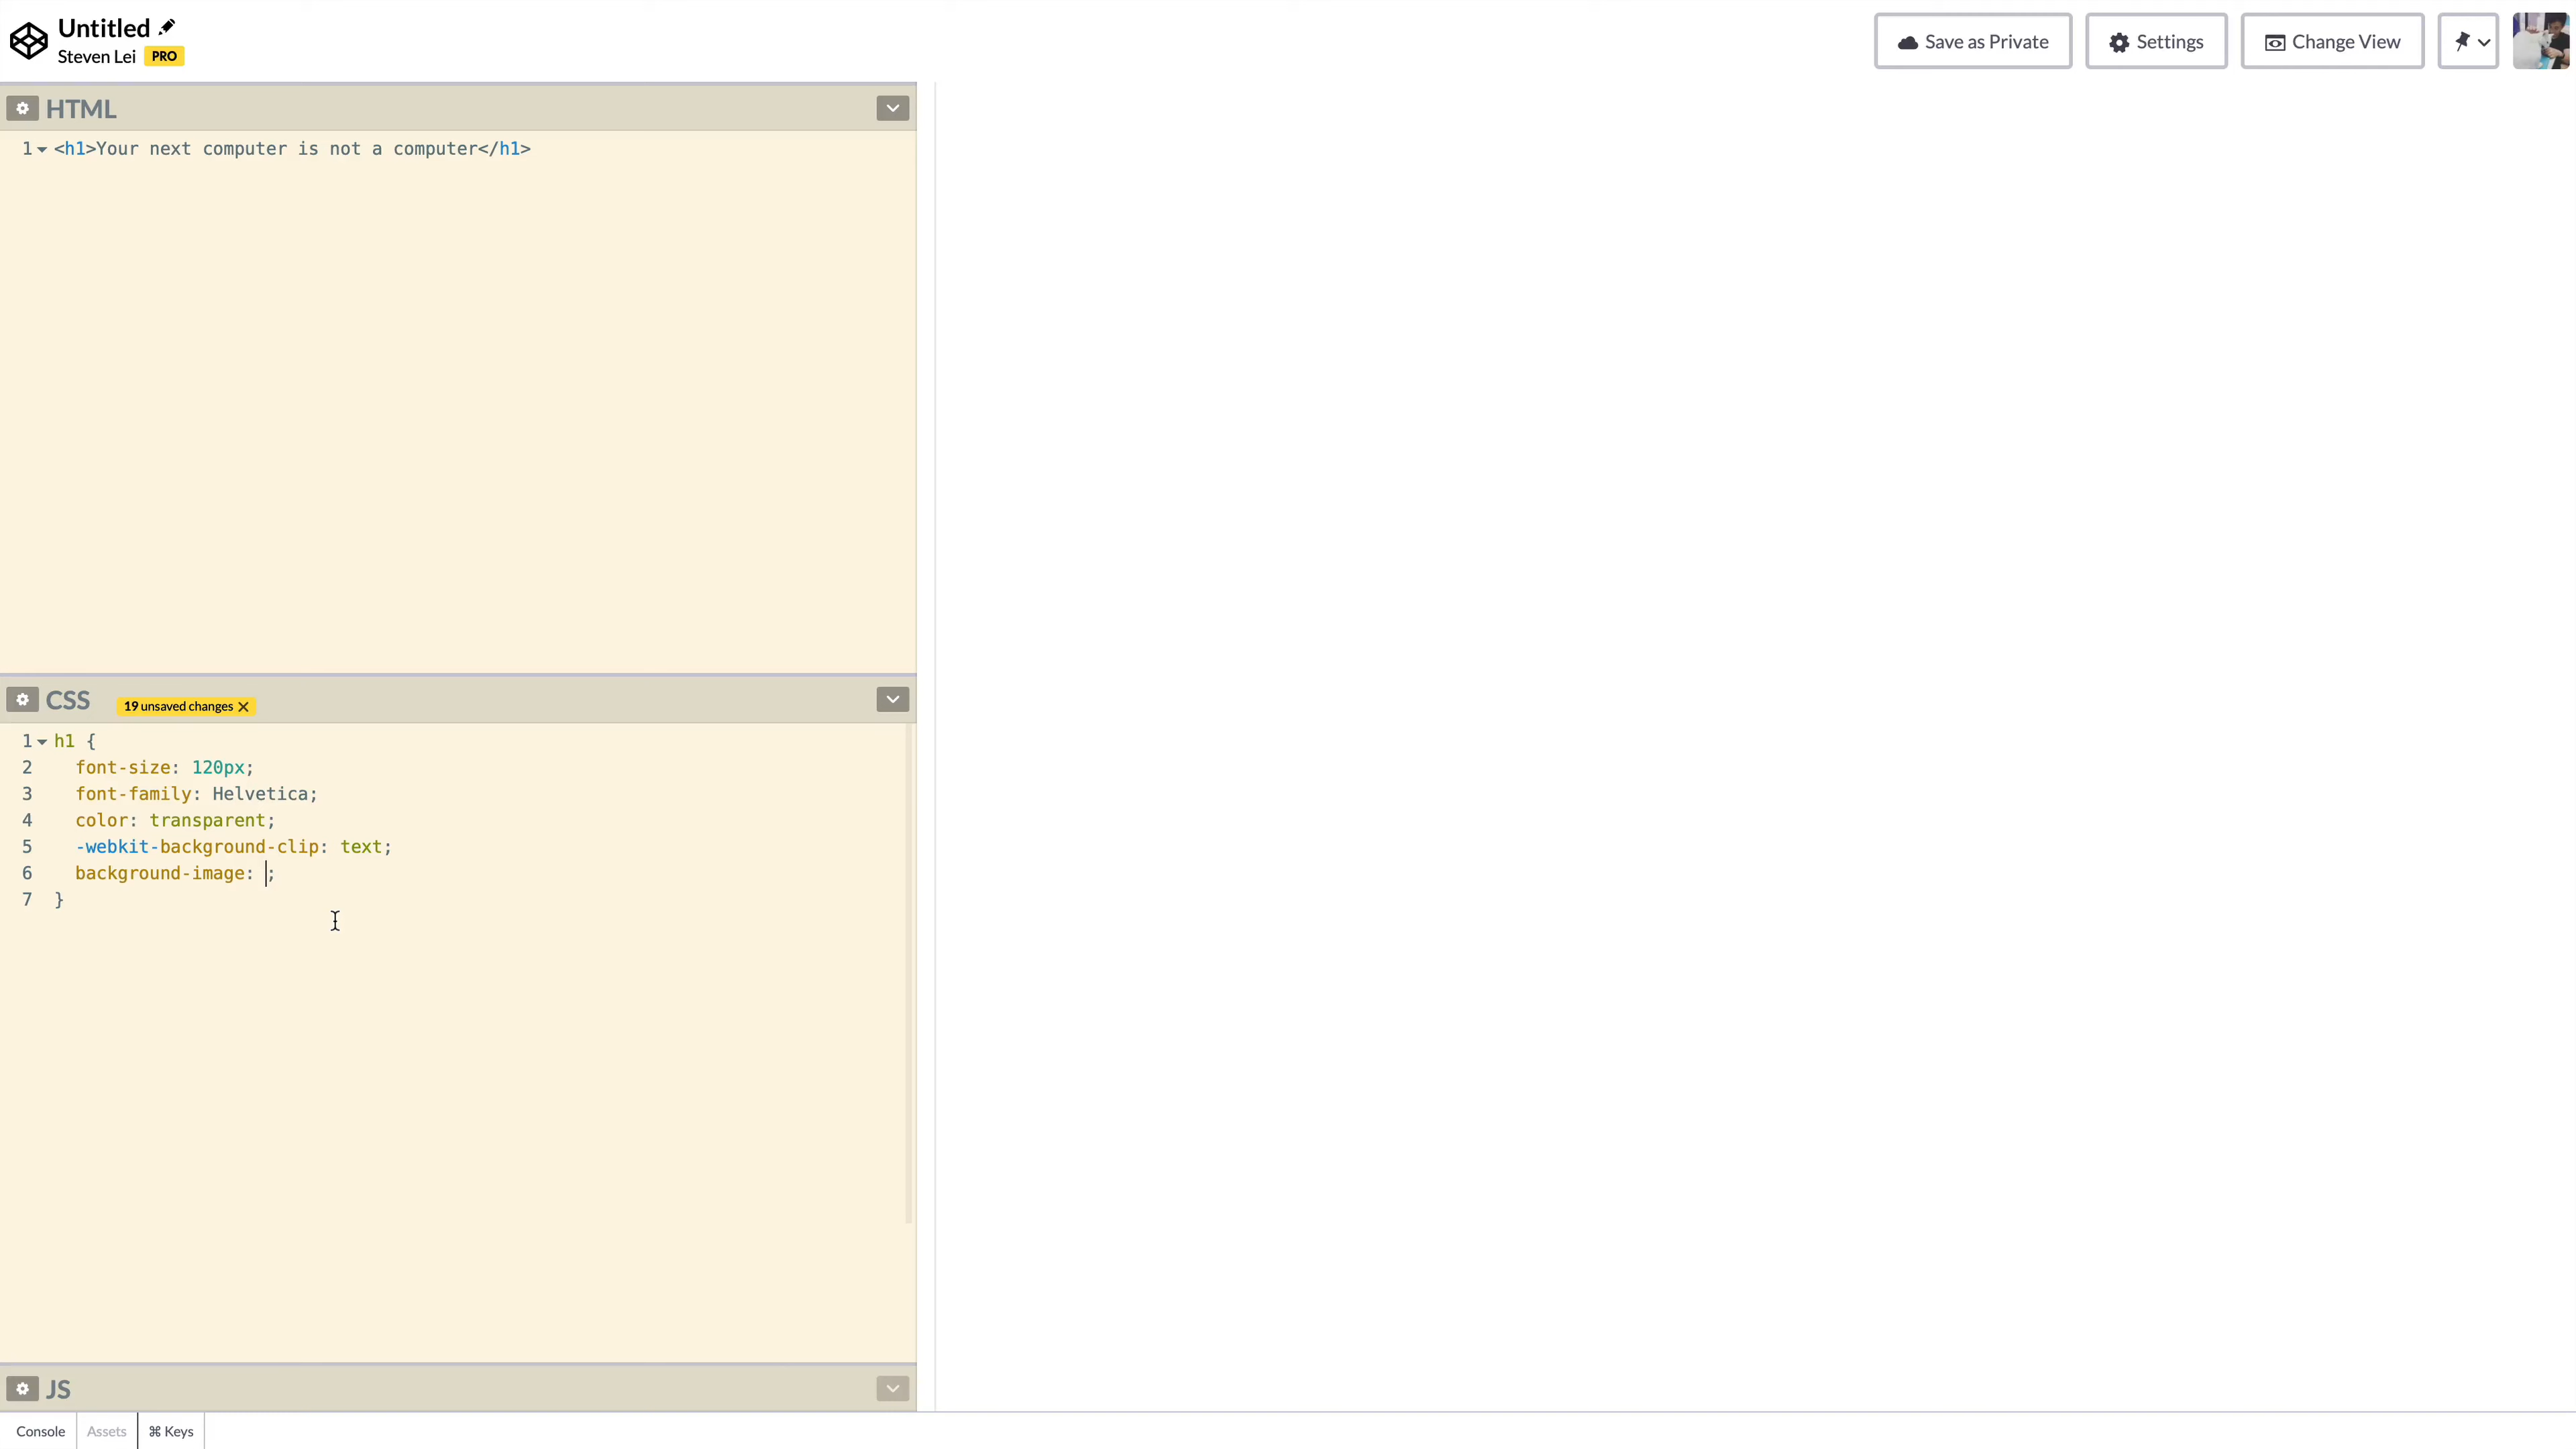 Untitled
Steven Lei PRO
Save as Private
Settings
Change View
HTML
1 <h1>Your next computer is not a computer</h1>
CSS 19 unsaved changes X
1 h1 {
2 font-size: 120px;
3 font-family: Helvetica;
4 color: transparent;
5 -webkit-background-clip: text;
6 background-image: ;
7 }
JS
Console Assets ⌘ Keys